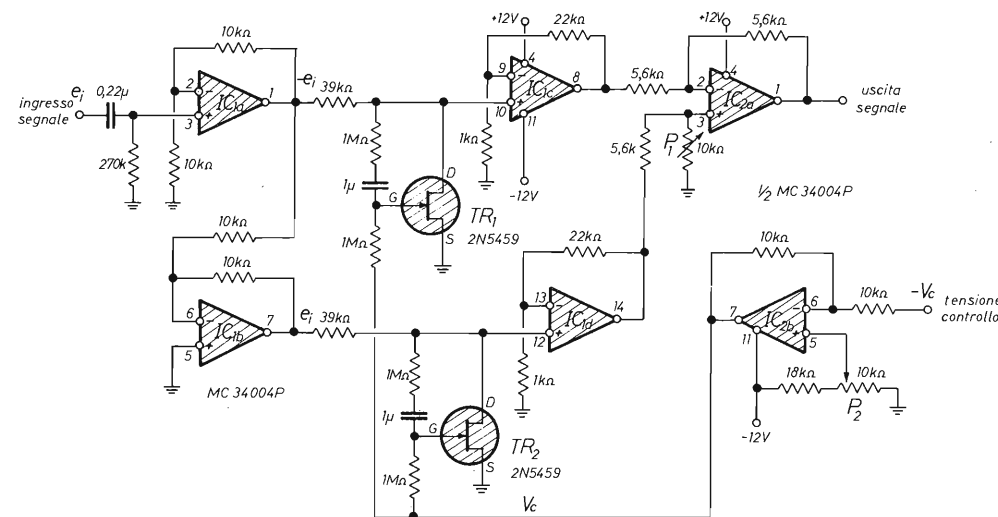 10kΩ
ingresso segnale
e_i
0,22µ
270k
10kΩ
2
3
−
+
IC1a
1
-e_i
39kΩ
1MΩ
1µ
1MΩ
G
D
S
TR1
2N5459
+12V
22kΩ
9
−
4
10
+
IC1c
8
11
1kΩ
-12V
5,6kΩ
+12V
5,6kΩ
2
−
4
3
+
IC2a
1
uscita segnale
5,6k
P1
10kΩ
½ MC 34004P
10kΩ
10kΩ
6
−
5
+
IC1b
7
MC 34004P
e_i
39kΩ
1MΩ
1µ
1MΩ
G
D
S
TR2
2N5459
22kΩ
13
−
12
+
IC1d
14
1kΩ
10kΩ
7
11
IC2b
−
6
+
5
10kΩ
-Vc
tensione controllo
18kΩ
10kΩ
P2
-12V
Vc